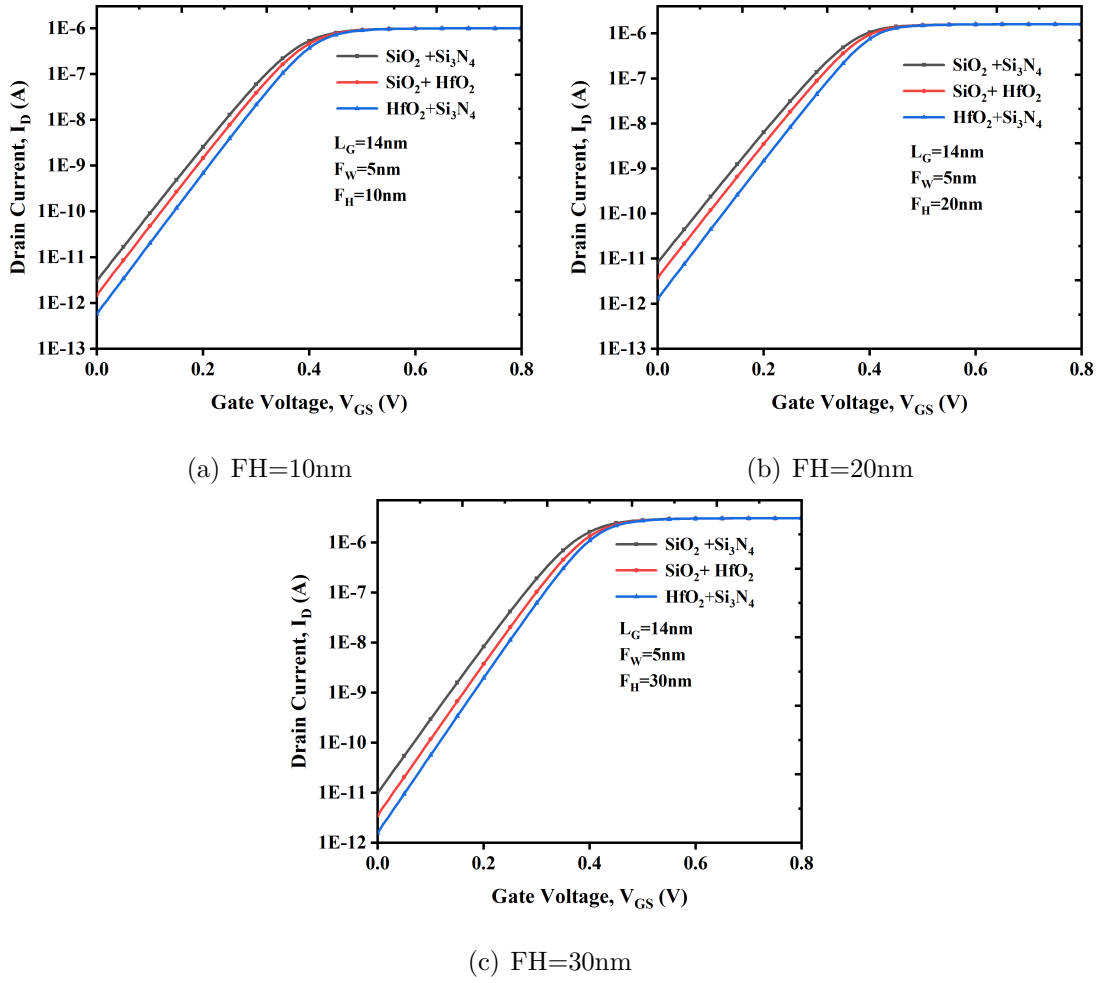 1E-6
1E-7
1E-8
1E-9
1E-10
1E-11
1E-12
1E-13
Drain Current, I_D (A)
SiO₂ +Si₃N₄
SiO₂+ HfO₂
HfO₂+Si₃N₄
L_G=14nm
F_W=5nm
F_H=10nm
0.0 0.2 0.4 0.6 0.8
Gate Voltage, V_GS (V)
(a) FH=10nm
1E-6
1E-7
1E-8
1E-9
1E-10
1E-11
1E-12
1E-13
Drain Current, I_D (A)
SiO₂ +Si₃N₄
SiO₂+ HfO₂
HfO₂+Si₃N₄
L_G=14nm
F_W=5nm
F_H=20nm
0.0 0.2 0.4 0.6 0.8
Gate Voltage, V_GS (V)
(b) FH=20nm
1E-6
1E-7
1E-8
1E-9
1E-10
1E-11
1E-12
Drain Current, I_D (A)
SiO₂ +Si₃N₄
SiO₂+ HfO₂
HfO₂+Si₃N₄
L_G=14nm
F_W=5nm
F_H=30nm
0.0 0.2 0.4 0.6 0.8
Gate Voltage, V_GS (V)
(c) FH=30nm